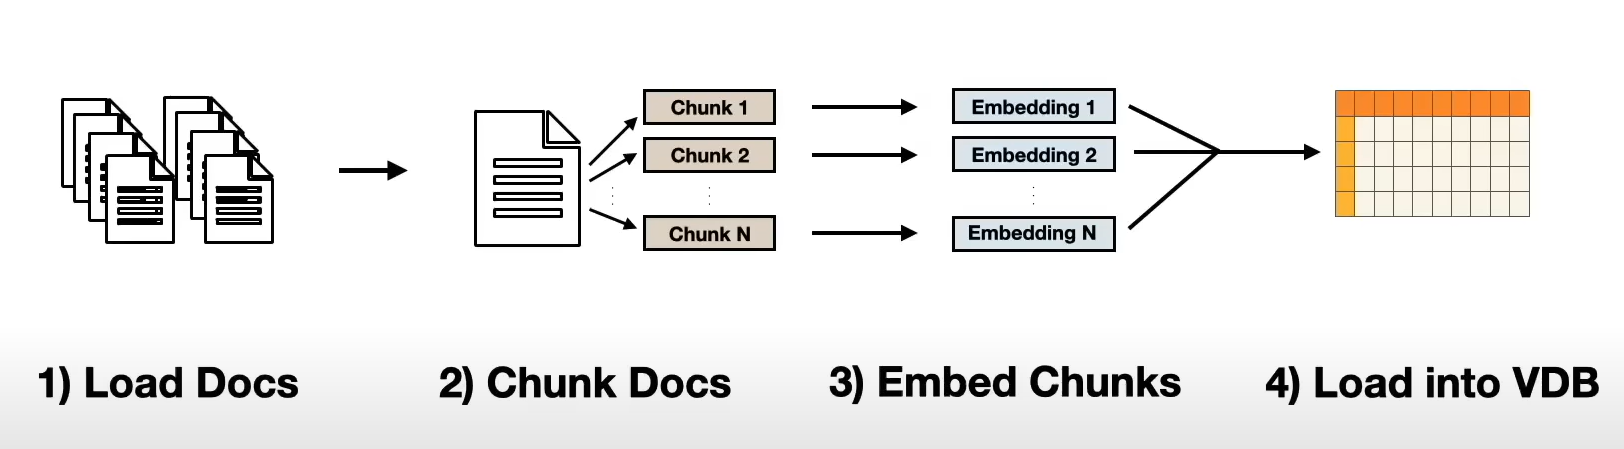 Chunk 1
Chunk 2
Chunk N
Embedding 1
Embedding 2
Embedding N
1) Load Docs
2) Chunk Docs
3) Embed Chunks
4) Load into VDB